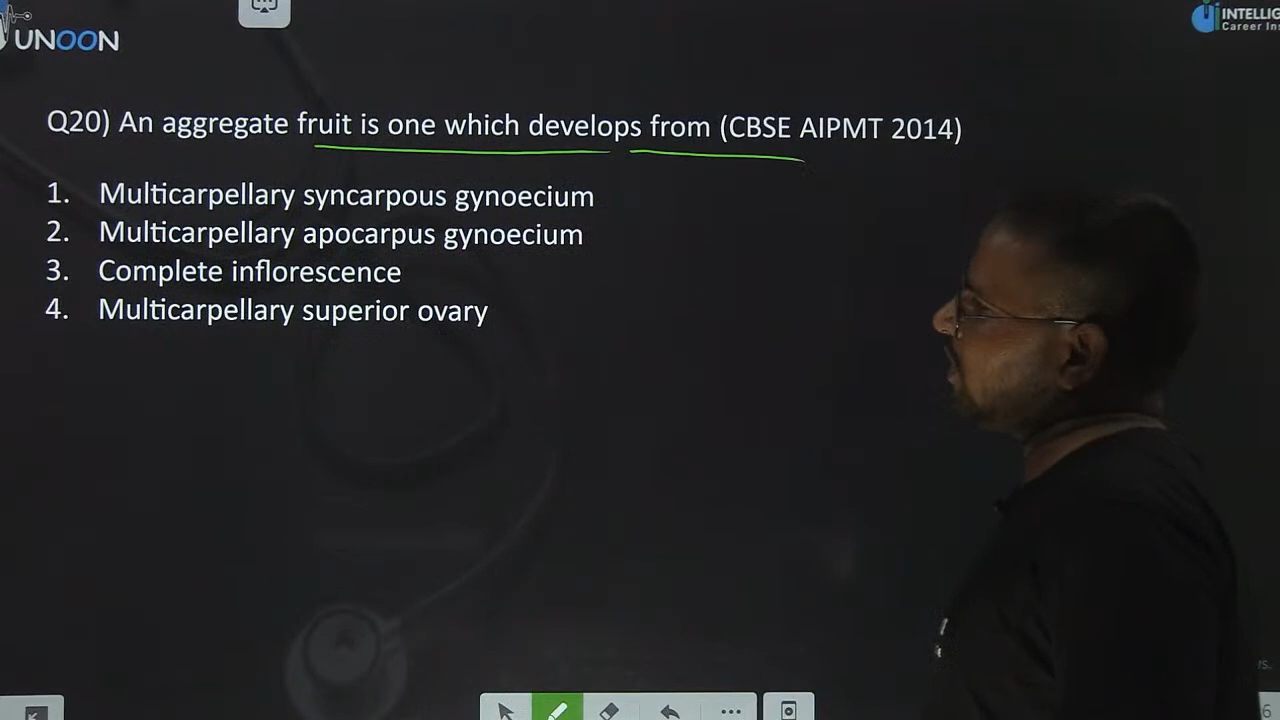 UNOON
INTELLIG
Career Ins
Q20) An aggregate fruit is one which develops from (CBSE AIPMT 2014)
1. Multicarpellary syncarpous gynoecium
2. Multicarpellary apocarpus gynoecium
3. Complete inflorescence
4. Multicarpellary superior ovary